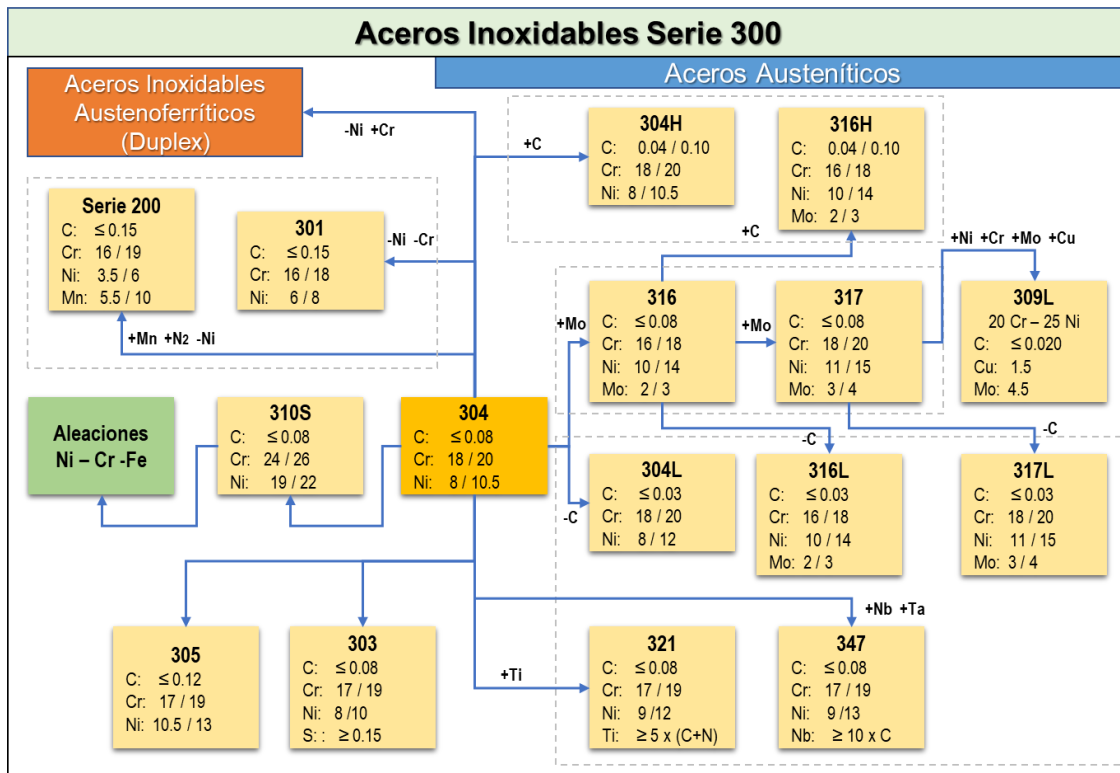 Aceros Inoxidables Serie 300
Aceros Inoxidables
Austenoferríticos
(Duplex)
Aceros Austeníticos
-Ni +Cr
+C
304H
C: 0.04 / 0.10
Cr: 18 / 20
Ni: 8 / 10.5
316H
C: 0.04 / 0.10
Cr: 16 / 18
Ni: 10 / 14
Mo: 2 / 3
Serie 200
C: ≤ 0.15
Cr: 16 / 19
Ni: 3.5 / 6
Mn: 5.5 / 10
301
C: ≤ 0.15
Cr: 16 / 18
Ni: 6 / 8
-Ni -Cr
+C
+Ni +Cr +Mo +Cu
+Mn +N2 -Ni
+Mo
316
C: ≤ 0.08
Cr: 16 / 18
Ni: 10 / 14
Mo: 2 / 3
+Mo
317
C: ≤ 0.08
Cr: 18 / 20
Ni: 11 / 15
Mo: 3 / 4
309L
20 Cr – 25 Ni
C: ≤ 0.020
Cu: 1.5
Mo: 4.5
Aleaciones
Ni – Cr -Fe
310S
C: ≤ 0.08
Cr: 24 / 26
Ni: 19 / 22
304
C: ≤ 0.08
Cr: 18 / 20
Ni: 8 / 10.5
-C
-C
-C
304L
C: ≤ 0.03
Cr: 18 / 20
Ni: 8 / 12
316L
C: ≤ 0.03
Cr: 16 / 18
Ni: 10 / 14
Mo: 2 / 3
317L
C: ≤ 0.03
Cr: 18 / 20
Ni: 11 / 15
Mo: 3 / 4
+Nb +Ta
+Ti
305
C: ≤ 0.12
Cr: 17 / 19
Ni: 10.5 / 13
303
C: ≤ 0.08
Cr: 17 / 19
Ni: 8 /10
S: : ≥ 0.15
321
C: ≤ 0.08
Cr: 17 / 19
Ni: 9 /12
Ti: ≥ 5 x (C+N)
347
C: ≤ 0.08
Cr: 17 / 19
Ni: 9 /13
Nb: ≥ 10 x C